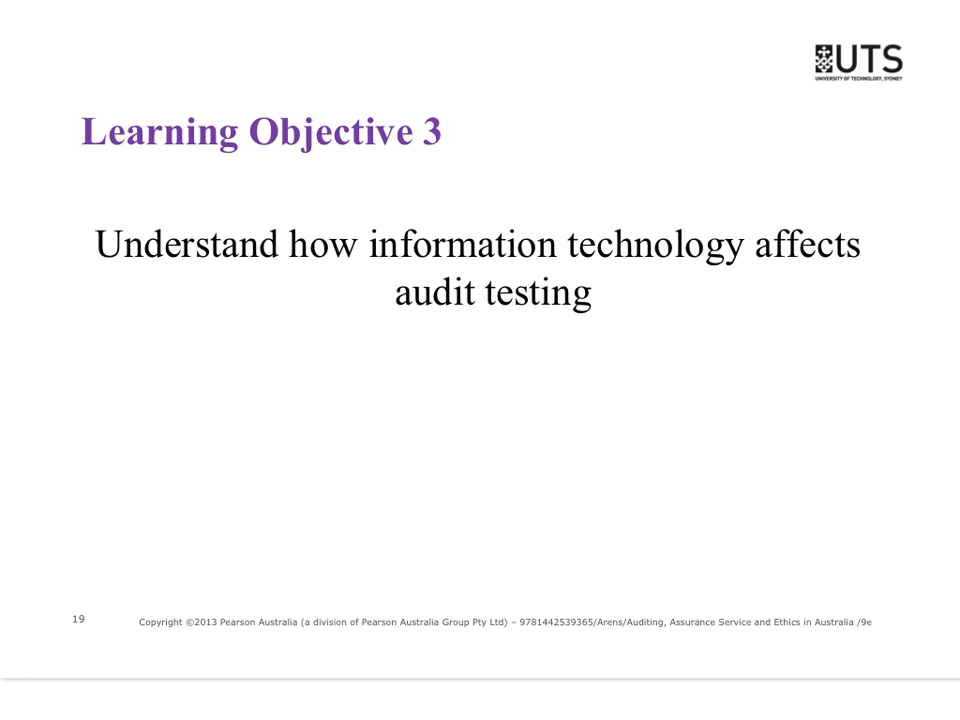 UTS
UNIVERSITY OF TECHNOLOGY, SYDNEY
Learning Objective 3
Understand how information technology affects
audit testing
19
Copyright ©2013 Pearson Australia (a division of Pearson Australia Group Pty Ltd) – 9781442539365/Arens/Auditing, Assurance Service and Ethics in Australia /9e